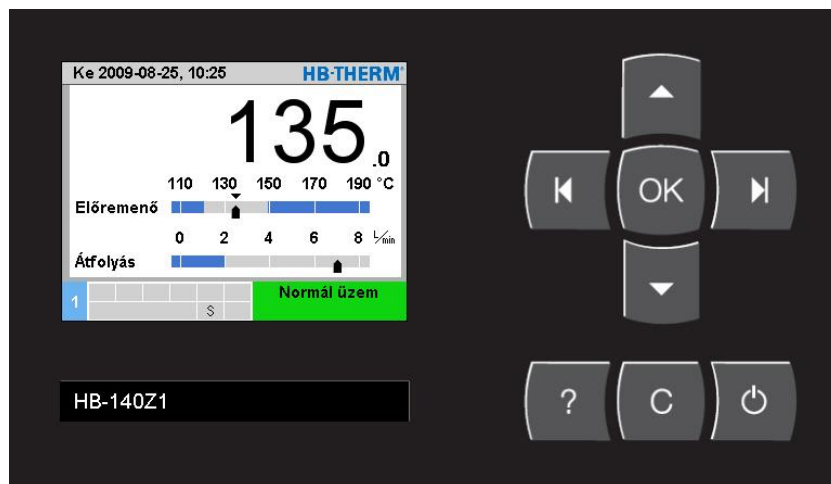 Ke 2009-08-25, 10:25 HB-THERM®
135.0
110 130 150 170 190 °C
Előremenő
0 2 4 6 8 L/min
Átfolyás
1 S Normál üzem
OK
HB-140Z1
? C